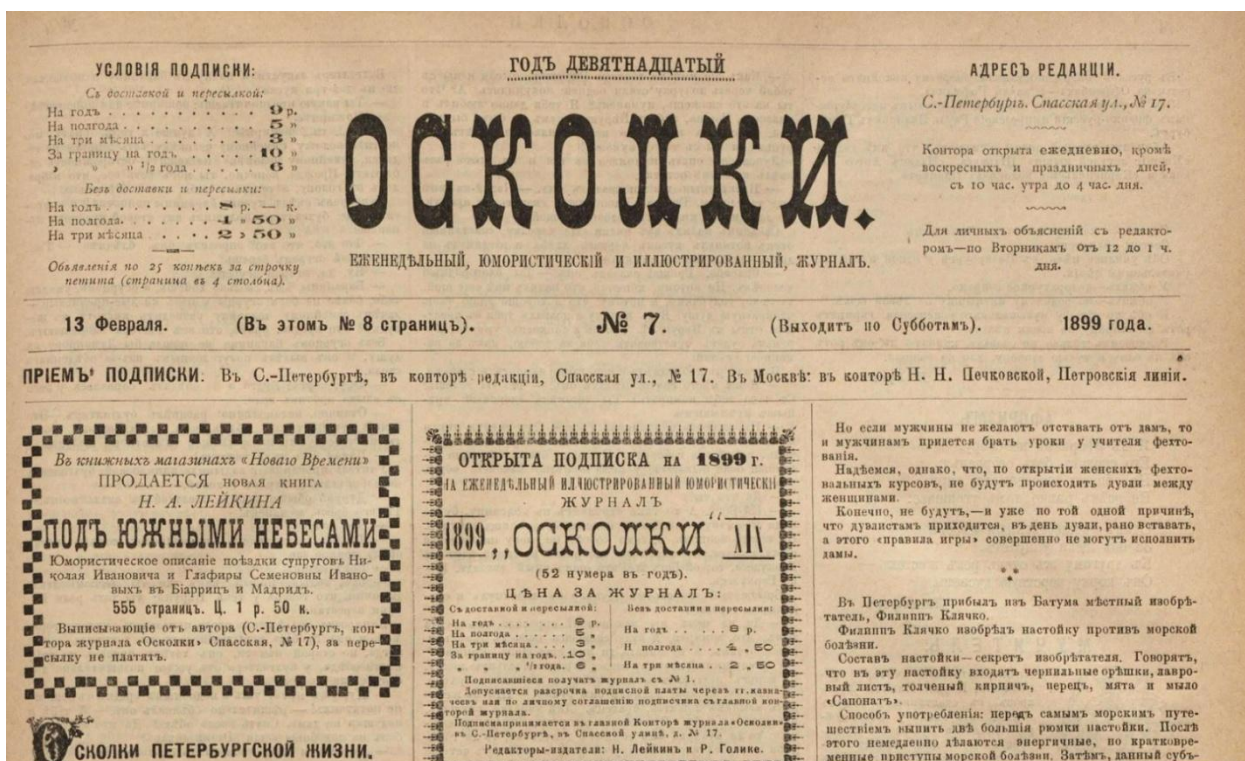 УСЛОВІЯ ПОДПИСКИ:
Съ доставкой и пересылкой:
На годъ . . . . . . . . . . 9 р.
На полгода . . . . . . . . 5 »
На три мѣсяца . . . . . . . 3 »
За границу на годъ . . . . . 10 »
» » » 1/2 года . . . . . 6 »
Безъ доставки и пересылки:
На годъ . . . . . . . . р. — к.
На полгода. . . . . . . 4 » 50 »
На три мѣсяца . . . . . 2 » 50 »
Объявленія по 25 копѣекъ за строчку
петита (страница въ 4 столбца).
ГОДЪ ДЕВЯТНАДЦАТЫЙ
ОСКОЛКИ.
ЕЖЕНЕДѢЛЬНЫЙ, ЮМОРИСТИЧЕСКІЙ И ИЛЛЮСТРИРОВАННЫЙ, ЖУРНАЛЪ.
АДРЕСЪ РЕДАКЦІИ.
С.-Петербургъ. Спасская ул., № 17.
Контора открыта ежедневно, кромѣ
воскресныхъ и праздничныхъ дней,
съ 10 час. утра до 4 час. дня.
Для личныхъ объясненій съ редакто-
ромъ—по Вторникамъ отъ 12 до 1 ч.
дня.
13 Февраля. (Въ этомъ № 8 страницъ). № 7. (Выходитъ по Субботамъ). 1899 года.
ПРІЕМЪ ПОДПИСКИ: Въ С.-Петербургѣ, въ конторѣ редакціи, Спасская ул., № 17. Въ Москвѣ: въ конторѣ Н. Н. Печковской, Петровскія линіи.
Въ книжныхъ магазинахъ «Новаго Времени»
ПРОДАЕТСЯ новая книга
Н. А. ЛЕЙКИНА
ПОДЪ ЮЖНЫМИ НЕБЕСАМИ
Юмористическое описаніе поѣздки супруговъ Ни-
колая Ивановича и Глафиры Семеновны Ивано-
выхъ въ Біаррицъ и Мадридъ.
555 страницъ. Ц. 1 р. 50 к.
Выписывающіе отъ автора (С.-Петербургъ, кон-
тора журнала «Осколки» Спасская, № 17), за пере-
сылку не платятъ.
ОСКОЛКИ ПЕТЕРБУРГСКОЙ ЖИЗНИ.
ОТКРЫТА ПОДПИСКА НА 1899 г.
НА ЕЖЕНЕДѢЛЬНЫЙ ИЛЛЮСТРИРОВАННЫЙ ЮМОРИСТИЧЕСКІЙ
ЖУРНАЛЪ
1899 „ОСКОЛКИ“ XIX
(52 нумера въ годъ).
ЦѢНА ЗА ЖУРНАЛЪ:
Съ доставкой и пересылкой:
На годъ . . . . . . 9 р.
На полгода . . . . . 5 „
На три мѣсяца . . . . 3 „
За границу на годъ. . 10 „
„ „ „ 1/2 года. 6 „
Безъ доставки и пересылки:
На годъ . . . . . 8 р.
„ полгода . . . . 4 „ 50
На три мѣсяца . . 2 „ 50
Подписавшіеся получатъ журналъ съ № 1.
Допускается разсрочка подписной платы черезъ гг. казна-
чеевъ или по личному соглашенію подписчика съ главной кон-
торой журнала.
Подписка принимается въ главной Конторѣ журнала «Осколки»
въ С.-Петербургѣ, въ Спасской улицѣ, д. № 17.
Редакторы-издатели: Н. Лейкинъ и Р. Голике.
Но если мужчины не желаютъ отставать отъ дамъ, то
и мужчинамъ придется брать уроки у учителя фехто-
ванія.
Надѣемся, однако, что, по открытіи женскихъ фехто-
вальныхъ курсовъ, не будутъ происходить дуэли между
женщинами.
Конечно, не будутъ,—и уже по той одной причинѣ,
что дуэлистамъ приходится, въ день дуэли, рано вставать,
а этого «правила игры» совершенно не могутъ исполнить
дамы.
* *
*
Въ Петербургъ прибылъ изъ Батума мѣстный изобрѣ-
татель, Филиппъ Клячко.
Филиппъ Клячко изобрѣлъ настойку противъ морской
болѣзни.
Составъ настойки—секретъ изобрѣтателя. Говорятъ,
что въ эту настойку входятъ чернильные орѣшки, лавро-
вый листъ, толченый кирпичъ, перецъ, мята и мыло
«Сапонатъ».
Способъ употребленія: передъ самымъ морскимъ путе-
шествіемъ выпить двѣ большія рюмки настойки. Послѣ
этого немедленно дѣлаются энергичные, но кратковре-
менные приступы морской болѣзни. Затѣмъ, данный субъ-